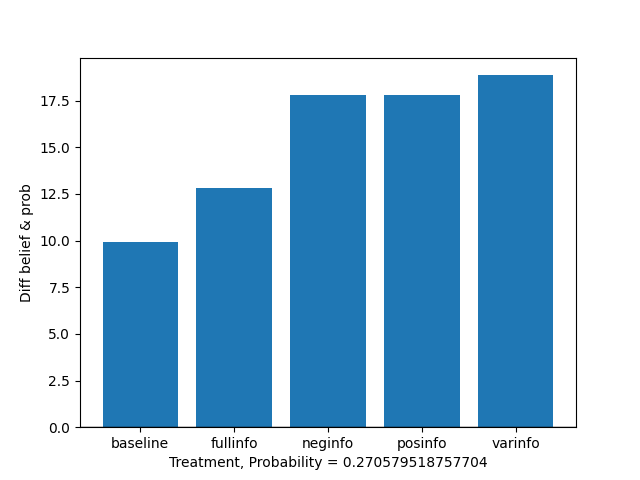 17.5
15.0
12.5
10.0
7.5
5.0
2.5
0.0
Diff belief & prob
baseline fullinfo neginfo posinfo varinfo
Treatment, Probability = 0.270579518757704